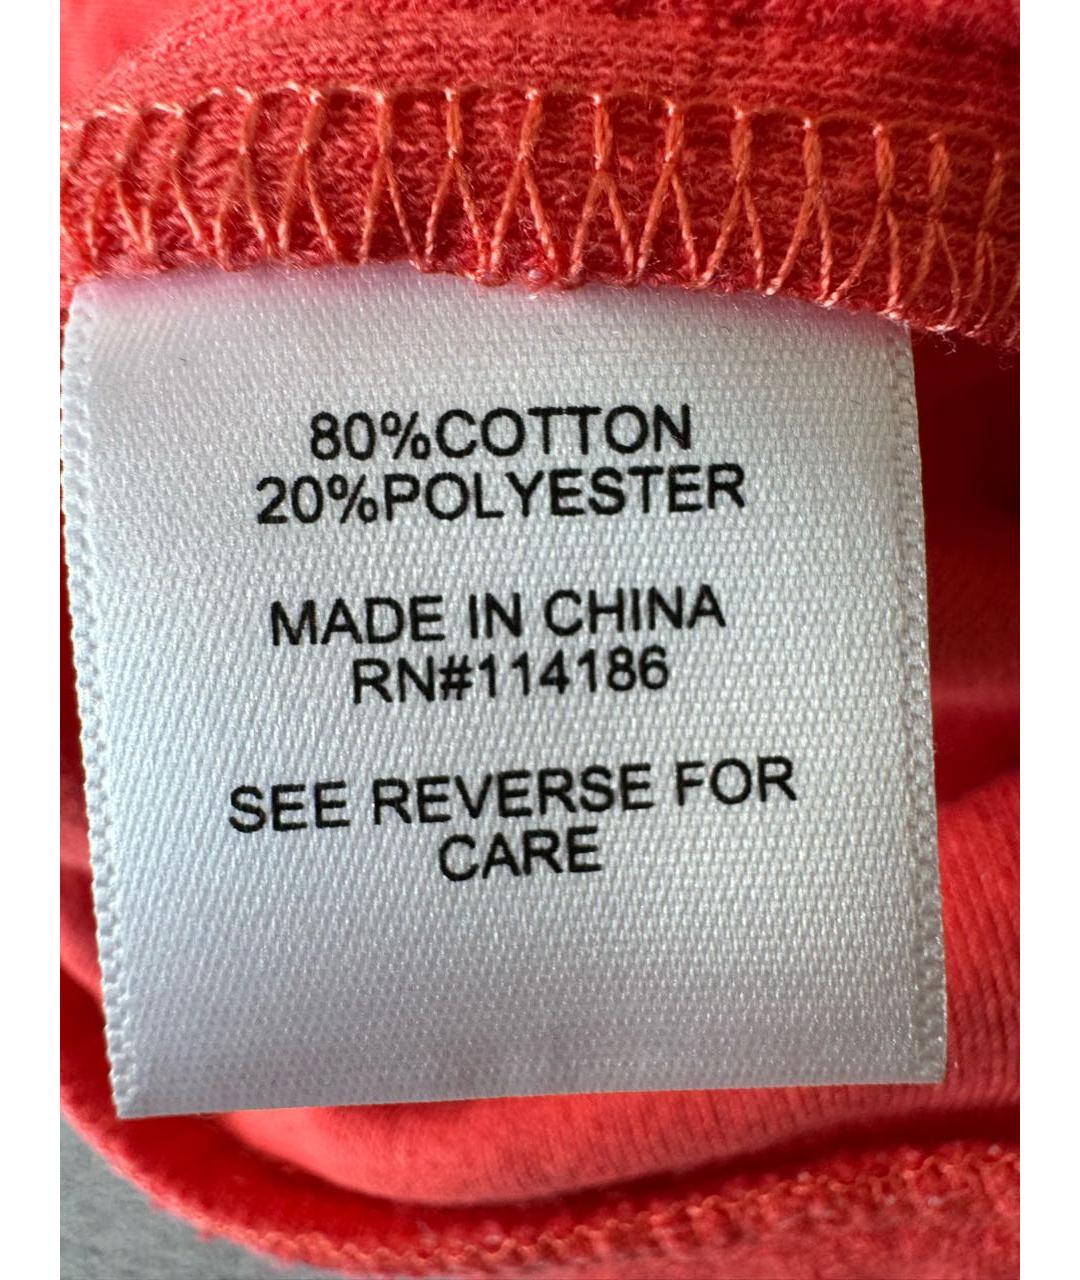 80%COTTON
20%POLYESTER
MADE IN CHINA
RN#114186
SEE REVERSE FOR
CARE